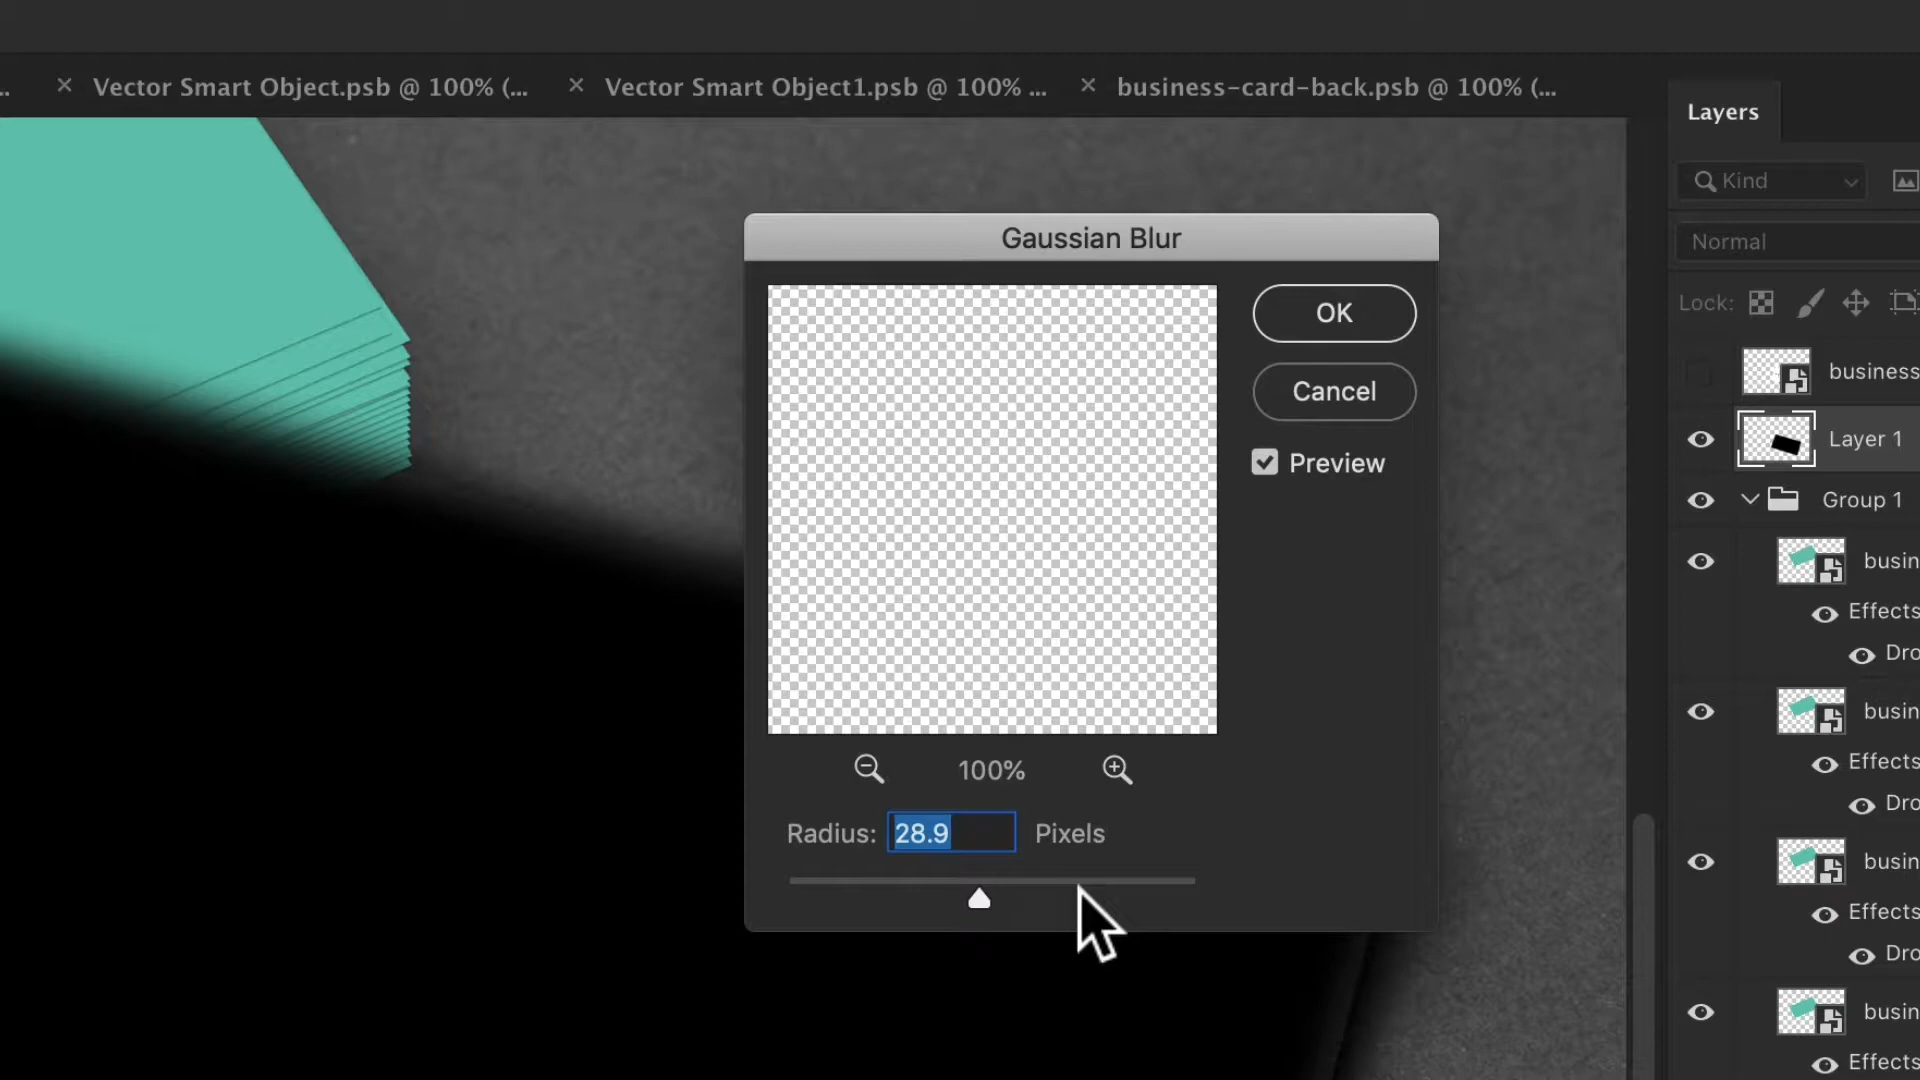 ..
× Vector Smart Object.psb @ 100% (...
× Vector Smart Object1.psb @ 100% ...
× business-card-back.psb @ 100% (...
Layers
Kind
Normal
Lock:
business
Layer 1
Group 1
busin
Effects
Dro
busin
Effects
Dro
busin
Effects
Dro
busin
Effects
Gaussian Blur
OK
Cancel
Preview
100%
Radius: 28.9 Pixels